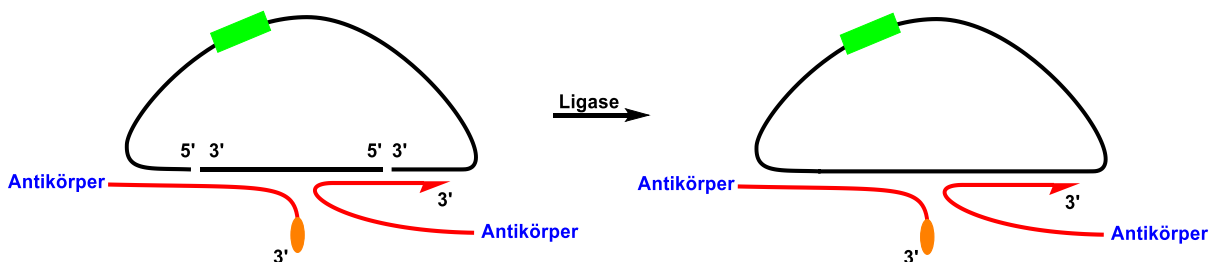 5' 3' 5' 3'
Antikörper
3'
Antikörper
3'
Ligase
Antikörper
3'
Antikörper
3'